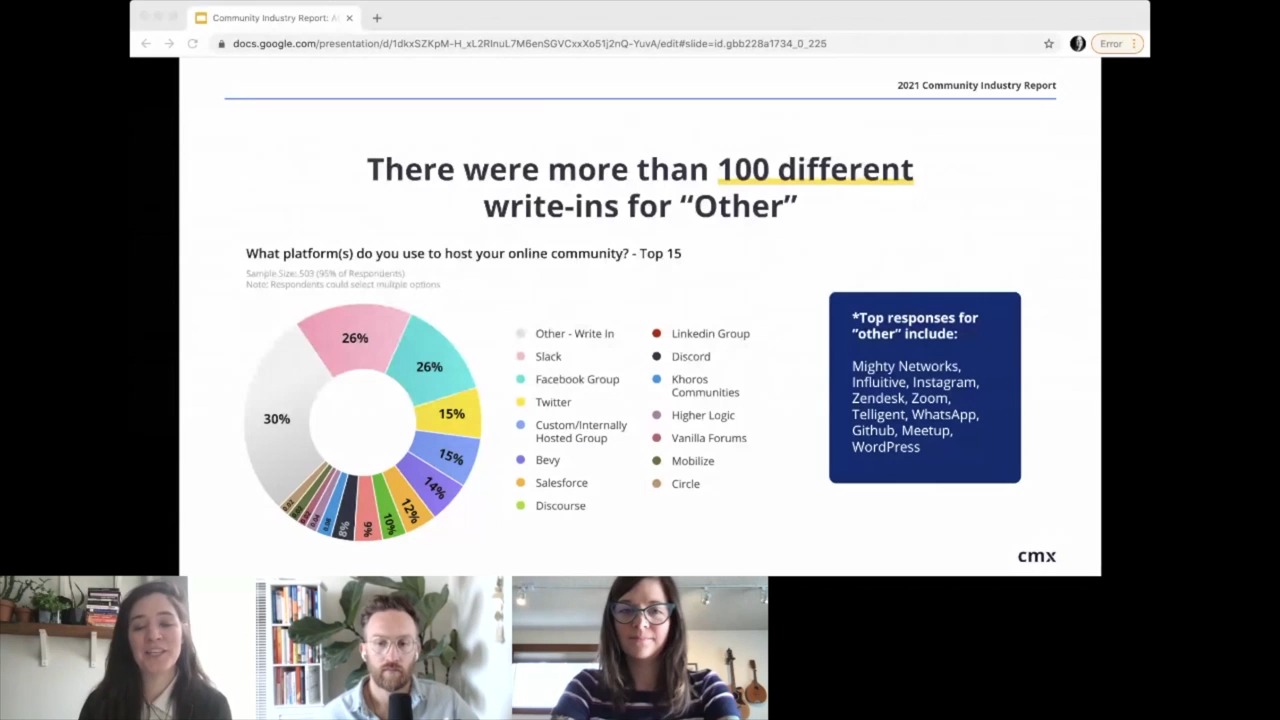 Community Industry Report: A
docs.google.com/presentation/d/1dkxSZKpM-H_xL2RInuL7M6enSGVCxxXo51j2nQ-YuvA/edit#slide=id.gbb228a1734_0_225
Error
2021 Community Industry Report
There were more than 100 different
write-ins for “Other”
What platform(s) do you use to host your online community? - Top 15
Sample Size: 503 (95% of Respondents)
Note: Respondents could select multiple options
26%
26%
30%
15%
15%
14%
12%
10%
9%
8%
Other - Write In
Slack
Facebook Group
Twitter
Custom/Internally
Hosted Group
Bevy
Salesforce
Discourse
Linkedin Group
Discord
Khoros
Communities
Higher Logic
Vanilla Forums
Mobilize
Circle
*Top responses for
“other” include:
Mighty Networks,
Influitive, Instagram,
Zendesk, Zoom,
Telligent, WhatsApp,
Github, Meetup,
WordPress
cmx